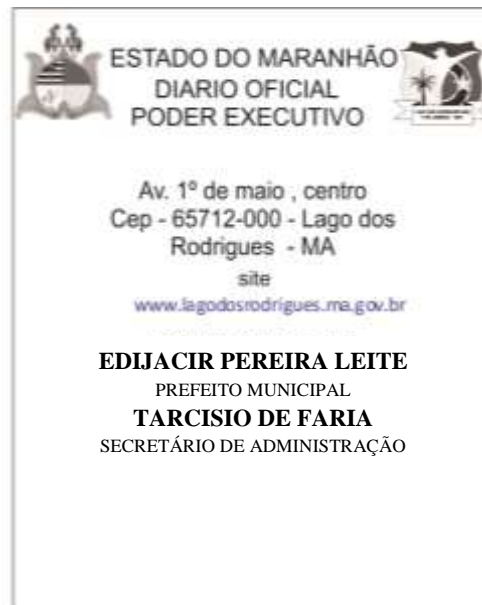 ESTADO DO MARANHÃO
DIARIO OFICIAL
PODER EXECUTIVO
Av. 1º de maio , centro
Cep - 65712-000 - Lago dos
Rodrigues - MA
site
www.lagodosrodrigues.ma.gov.br
EDIJACIR PEREIRA LEITE
PREFEITO MUNICIPAL
TARCISIO DE FARIA
SECRETÁRIO DE ADMINISTRAÇÃO